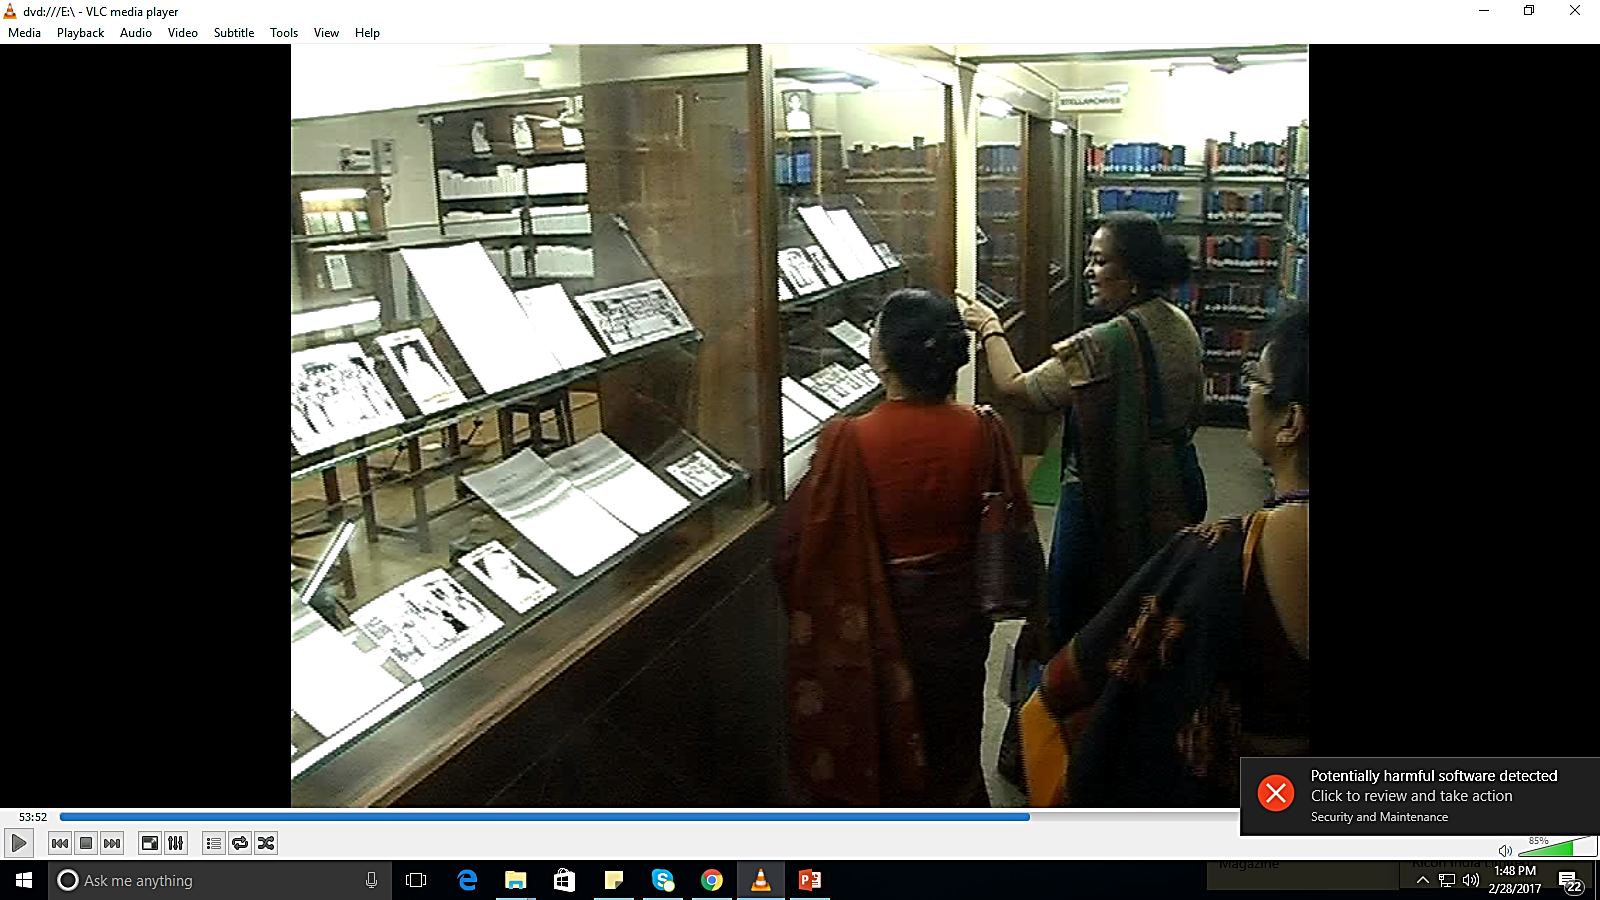 dvd:///E:\ - VLC media player
Media Playback Audio Video Subtitle Tools View Help
Potentially harmful software detected
Click to review and take action
Security and Maintenance
53:52
85%
Ask me anything
Magazine
1:48 PM
2/28/2017
22